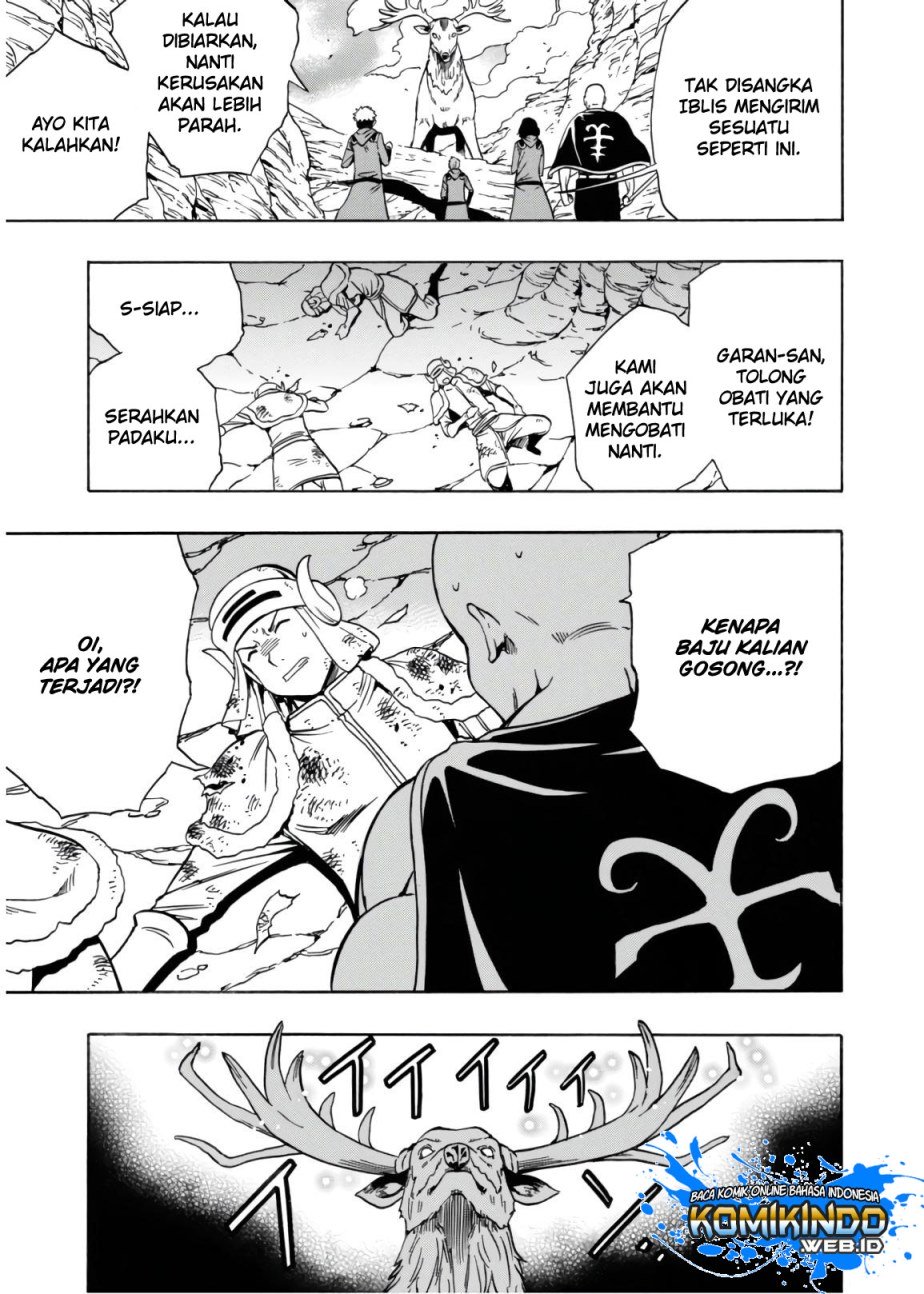 TAK DISANGKA
IBLIS MENGIRIM
SESUATU
SEPERTI INI.
KALAU
DIBIARKAN,
NANTI
KERUSAKAN
AKAN LEBIH
PARAH.
AYO KITA
KALAHKAN!
GARAN-SAN,
TOLONG
OBATI YANG
TERLUKA!
KAMI
JUGA AKAN
MEMBANTU
MENGOBATI
NANTI.
S-SIAP...
SERAHKAN
PADAKU...
KENAPA
BAJU KALIAN
GOSONG...?!
OI,
APA YANG
TERJADI?!
イイイイイ
イ
BACA KOMIK ONLINE BAHASA INDONESIA
KOMIKINDO
WEB.ID